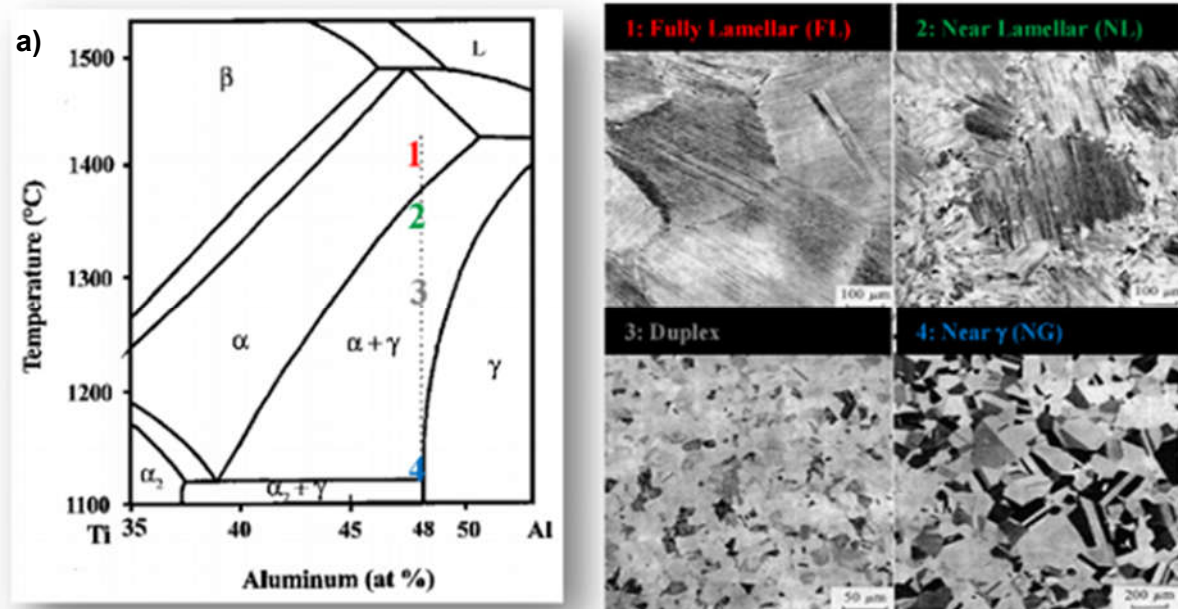 a)
1500
1400
1300
1200
1100
Temperature (°C)
β
L
1
2
3
4
α
α + γ
γ
α₂
α₂ + γ
Ti 35 40 45 48 50 Al
Aluminum (at %)
1: Fully Lamellar (FL)
100 μm
2: Near Lamellar (NL)
100 μm
3: Duplex
50 μm
4: Near γ (NG)
200 μm